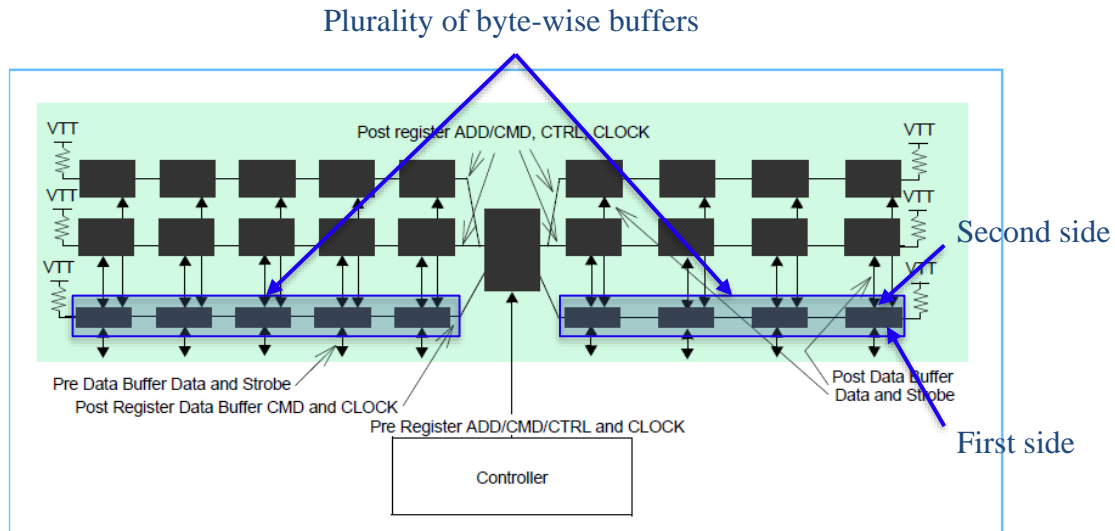 Plurality of byte-wise buffers
Post register ADD/CMD, CTRL, CLOCK
VTT
VTT
VTT
VTT
Second side
VTT
VTT
Pre Data Buffer Data and Strobe
Post Data Buffer
Data and Strobe
Post Register Data Buffer CMD and CLOCK
Pre Register ADD/CMD/CTRL and CLOCK
First side
Controller